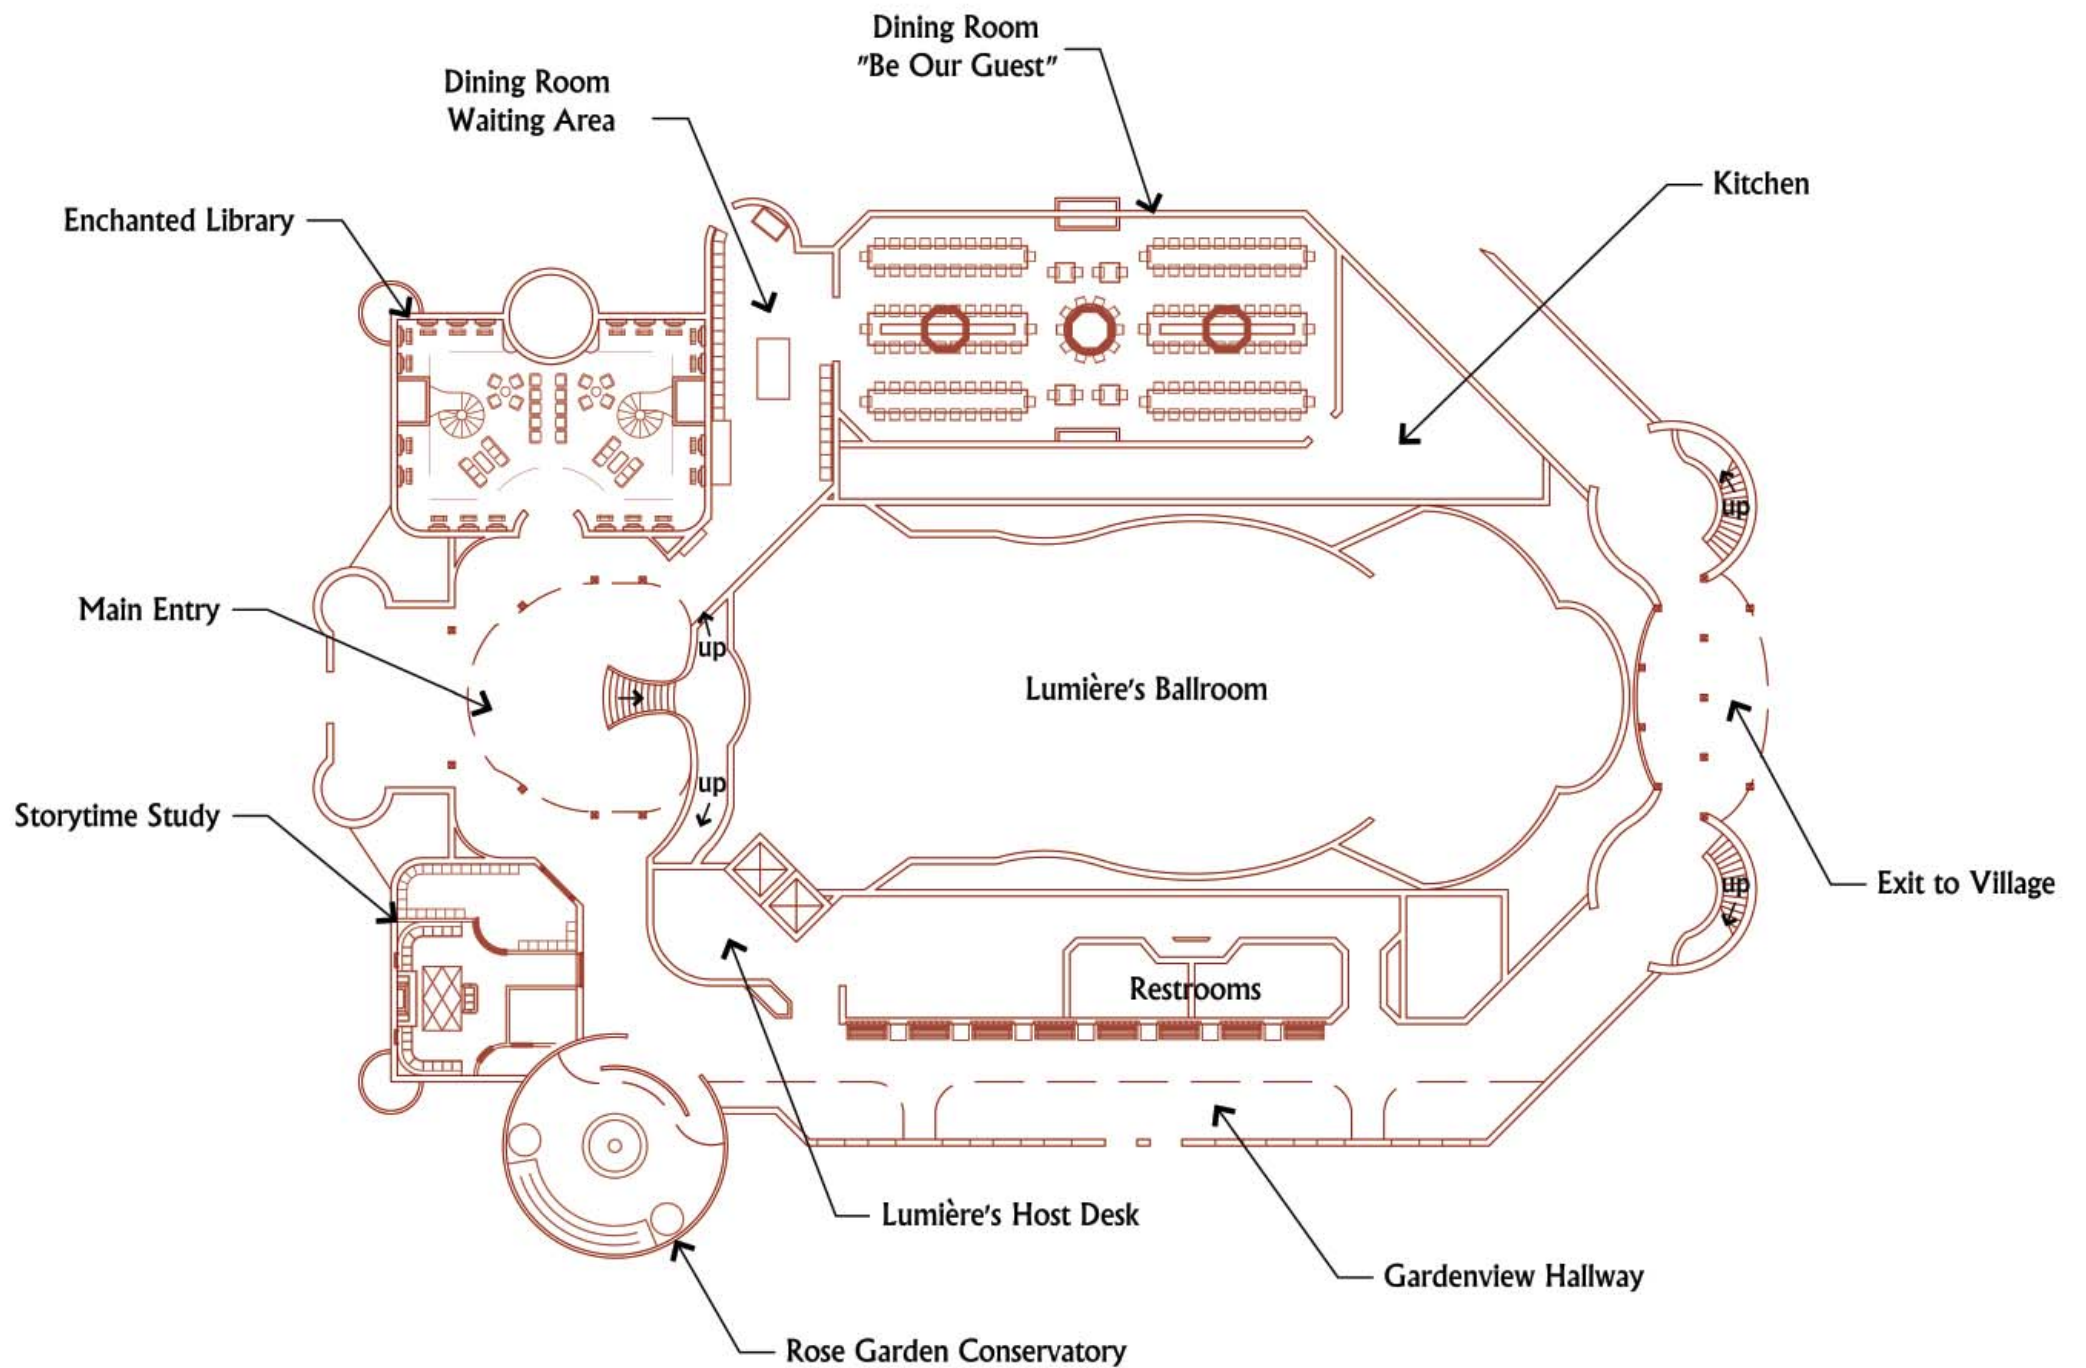 Dining Room
"Be Our Guest"
Dining Room
Waiting Area
Kitchen
Enchanted Library
up
Main Entry
up
Lumière's Ballroom
up
Storytime Study
up
Exit to Village
Restrooms
Lumière's Host Desk
Gardenview Hallway
Rose Garden Conservatory